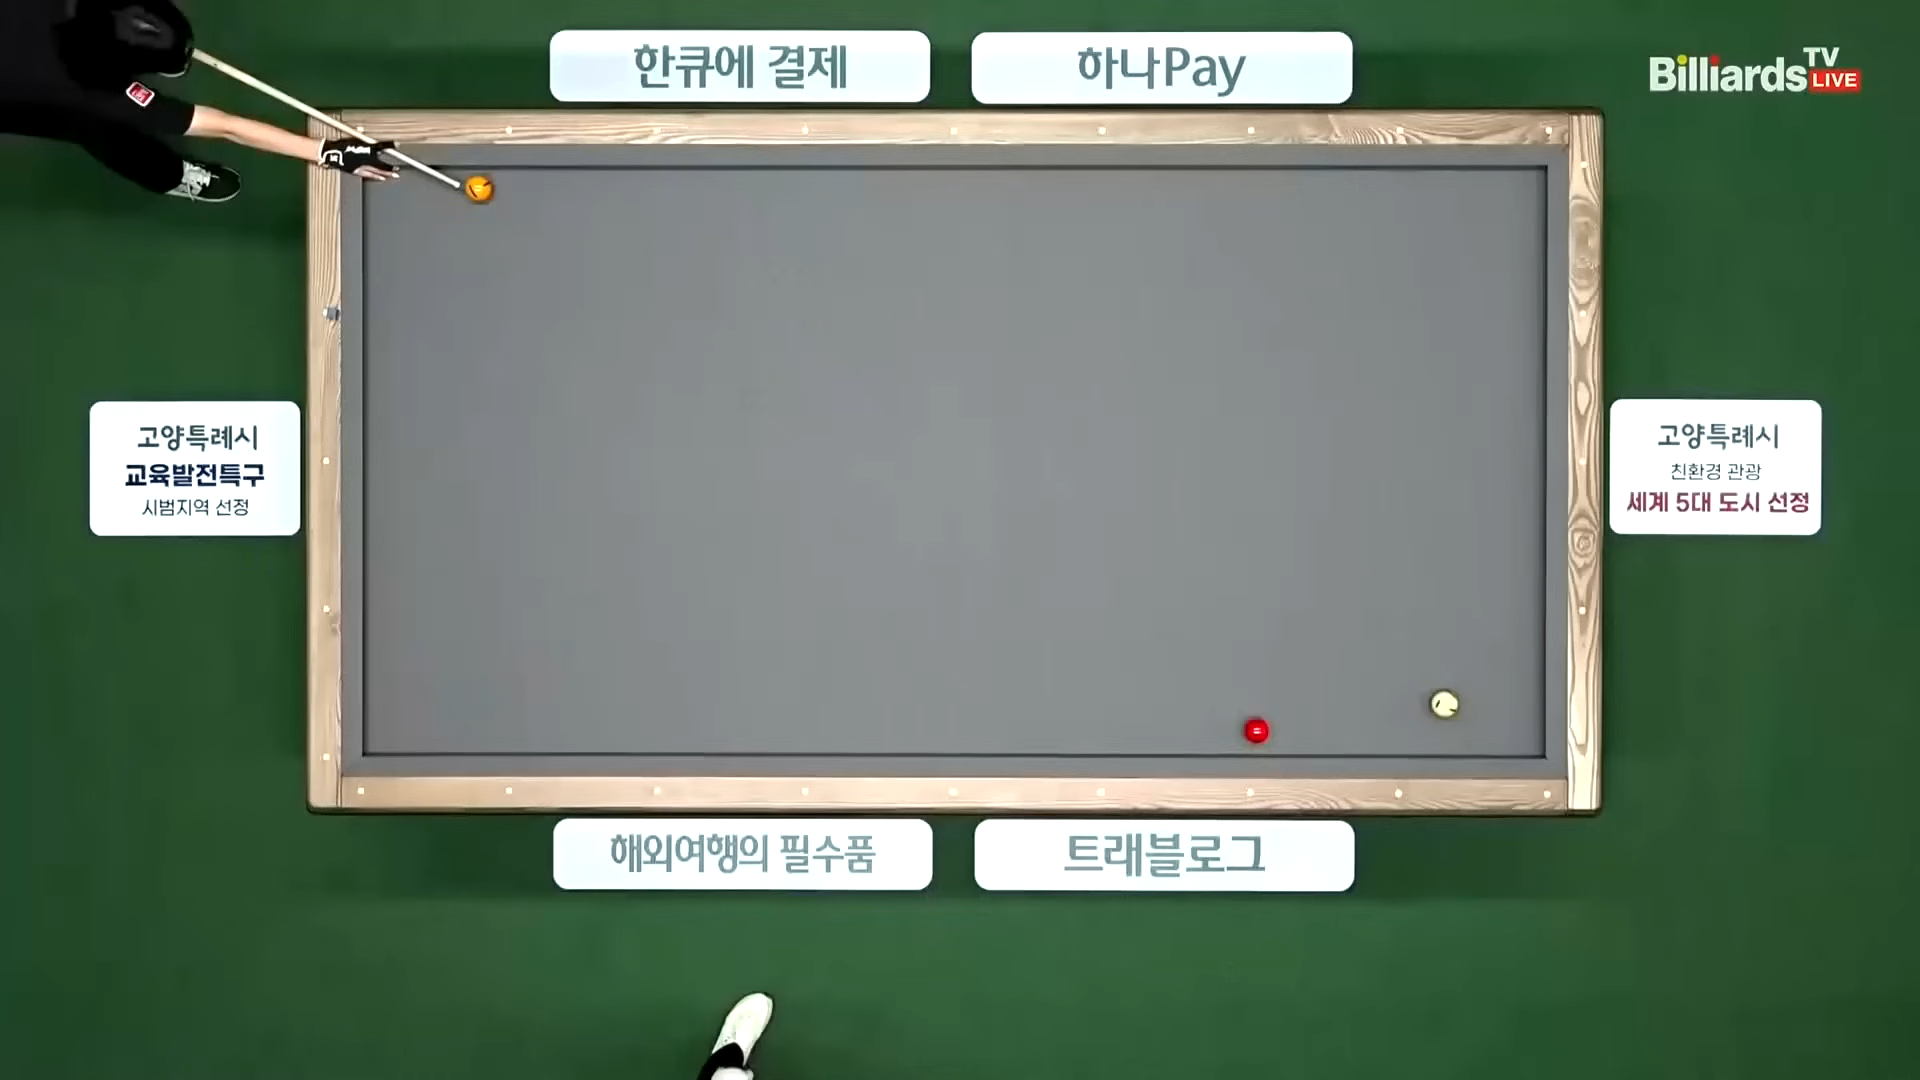 한큐에 결제
하나Pay
Billiards TV LIVE
고양특례시
교육발전특구
시범지역 선정
고양특례시
친환경 관광
세계 5대 도시 선정
해외여행의 필수품
트래블로그